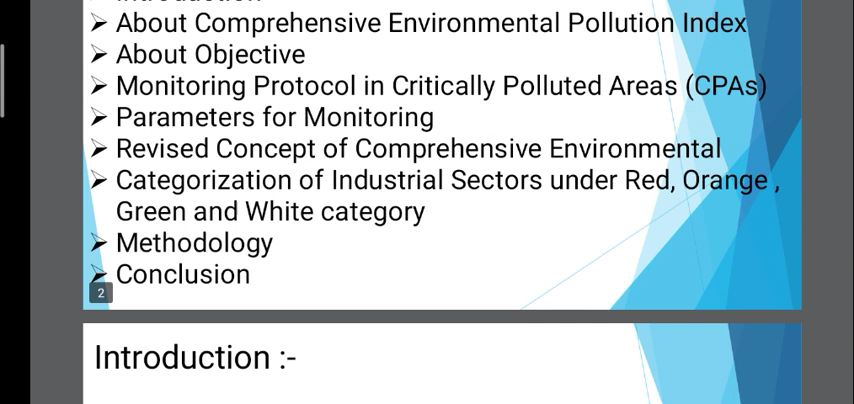 About Comprehensive Environmental Pollution Index
About Objective
Monitoring Protocol in Critically Polluted Areas (CPAs)
Parameters for Monitoring
Revised Concept of Comprehensive Environmental
Categorization of Industrial Sectors under Red, Orange ,
Green and White category
Methodology
Conclusion
2
Introduction :-